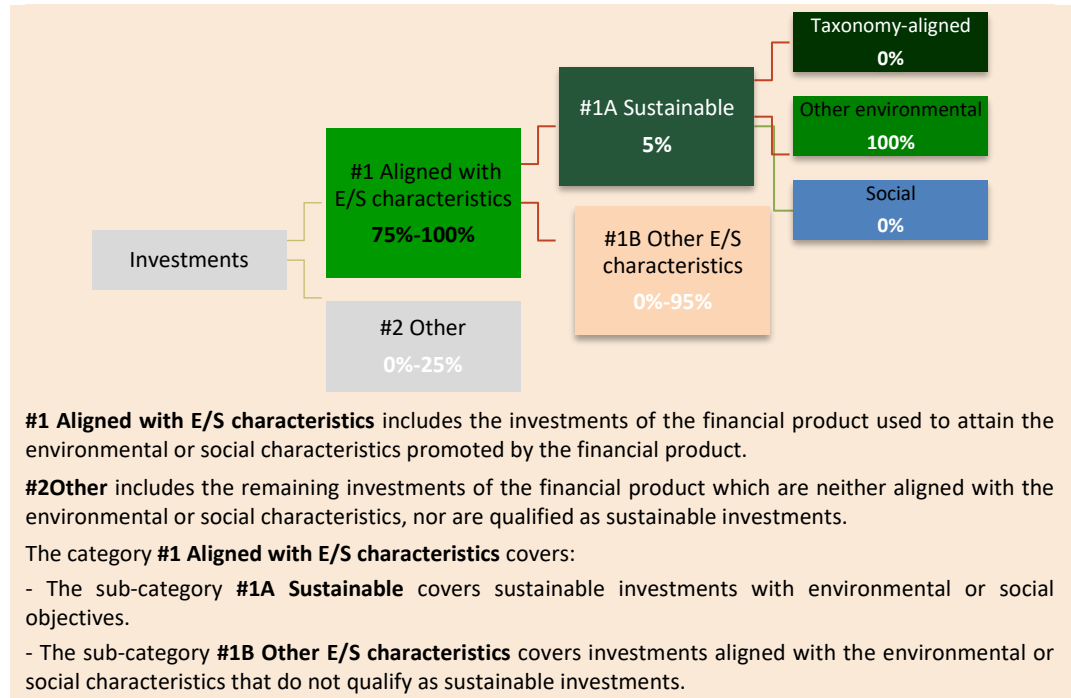 Taxonomy-aligned
0%
#1A Sustainable
5%
Other environmental
100%
#1 Aligned with
E/S characteristics
75%-100%
Social
0%
Investments
#1B Other E/S
characteristics
0%-95%
#2 Other
0%-25%
#1 Aligned with E/S characteristics includes the investments of the financial product used to attain the
environmental or social characteristics promoted by the financial product.
#2Other includes the remaining investments of the financial product which are neither aligned with the
environmental or social characteristics, nor are qualified as sustainable investments.
The category #1 Aligned with E/S characteristics covers:
- The sub-category #1A Sustainable covers sustainable investments with environmental or social
objectives.
- The sub-category #1B Other E/S characteristics covers investments aligned with the environmental or
social characteristics that do not qualify as sustainable investments.